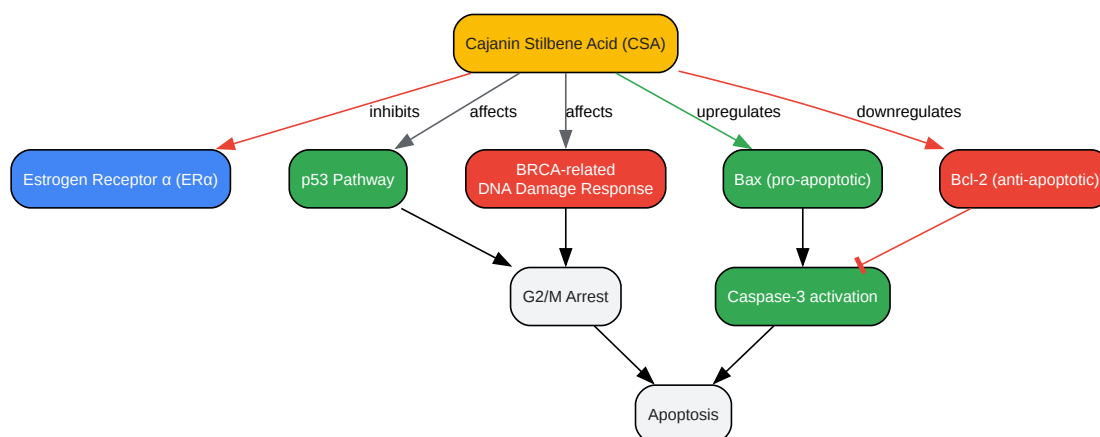 Cajanin Stilbene Acid (CSA)
inhibits
affects
affects
upregulates
downregulates
Estrogen Receptor α (ERα)
p53 Pathway
BRCA-related
DNA Damage Response
Bax (pro-apoptotic)
Bcl-2 (anti-apoptotic)
G2/M Arrest
Caspase-3 activation
Apoptosis